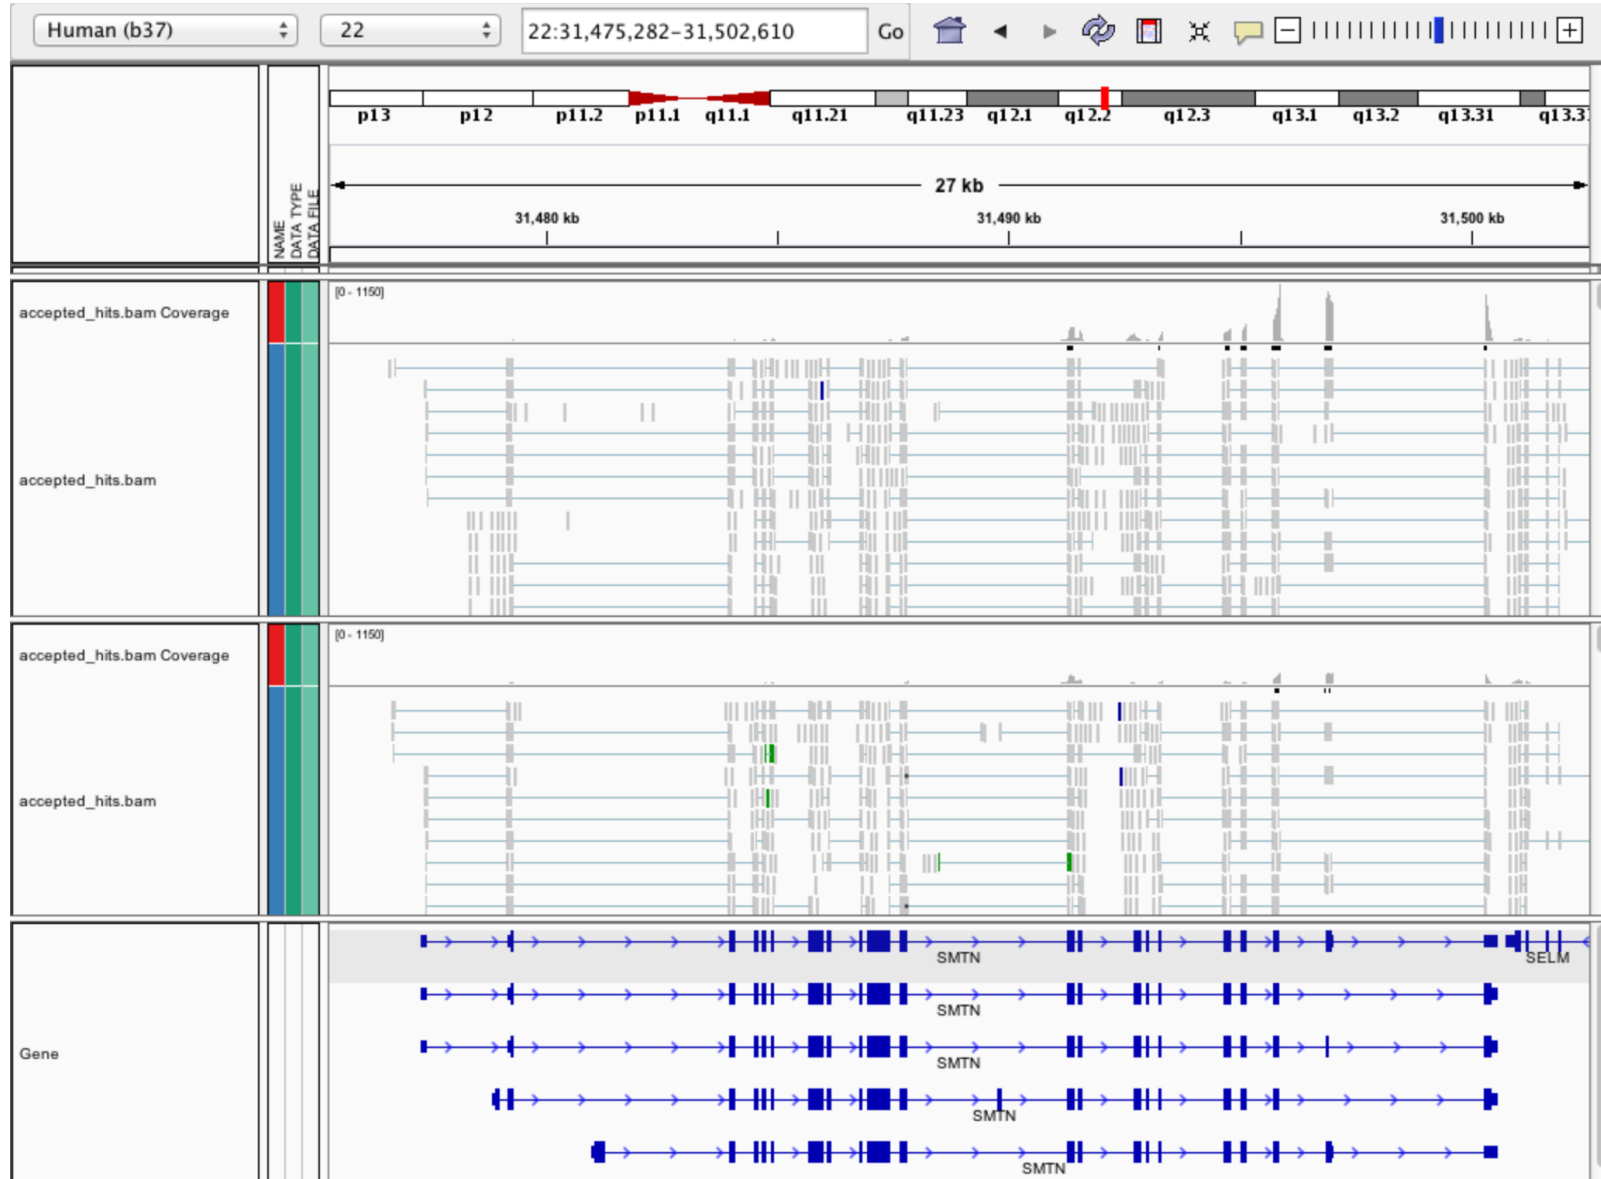 Human (b37) 22 22:31,475,282-31,502,610 Go
p13 p12 p11.2 p11.1 q11.1 q11.21 q11.23 q12.1 q12.2 q12.3 q13.1 q13.2 q13.31 q13.3
NAME
DATA TYPE
DATA FILE
27 kb
31,480 kb 31,490 kb 31,500 kb
[0 - 1150]
accepted_hits.bam Coverage
accepted_hits.bam
[0 - 1150]
accepted_hits.bam Coverage
accepted_hits.bam
SMTN SELM
SMTN
Gene
SMTN
SMTN
SMTN